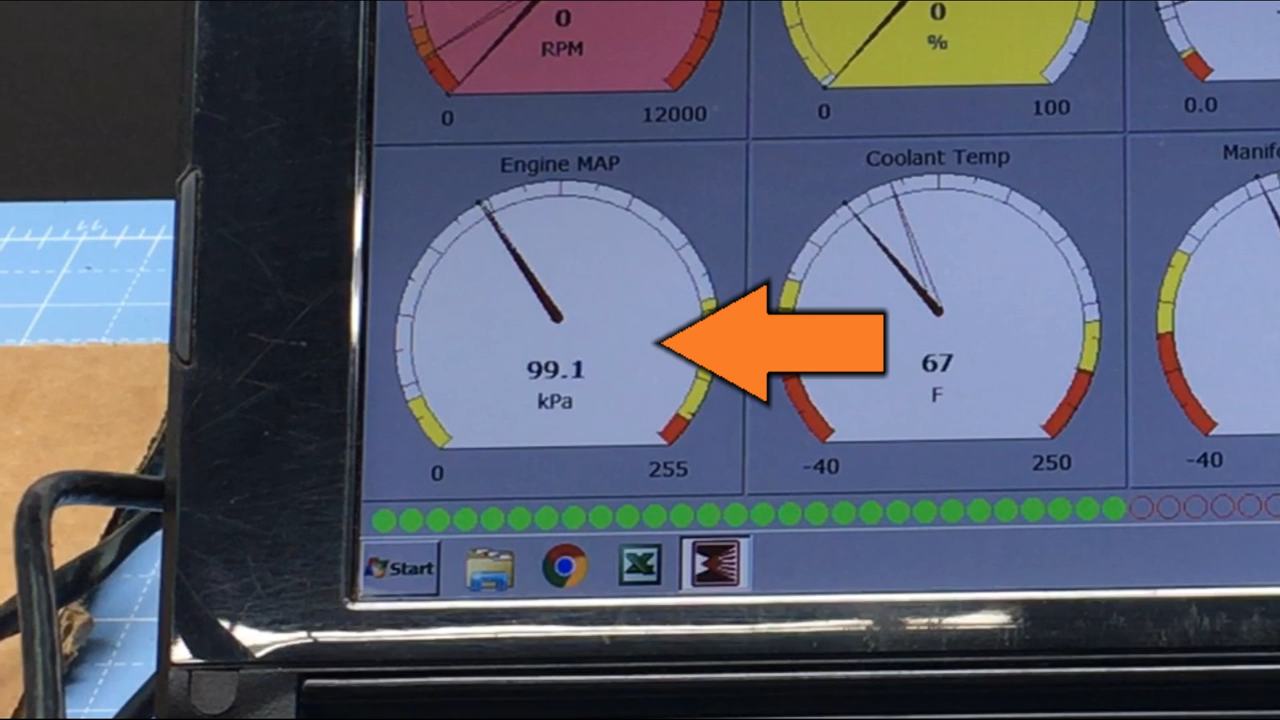 0
RPM
0 12000
0
%
0 100
0.0
Engine MAP
99.1
kPa
0 255
Coolant Temp
67
F
-40 250
Manifo
-40
Start